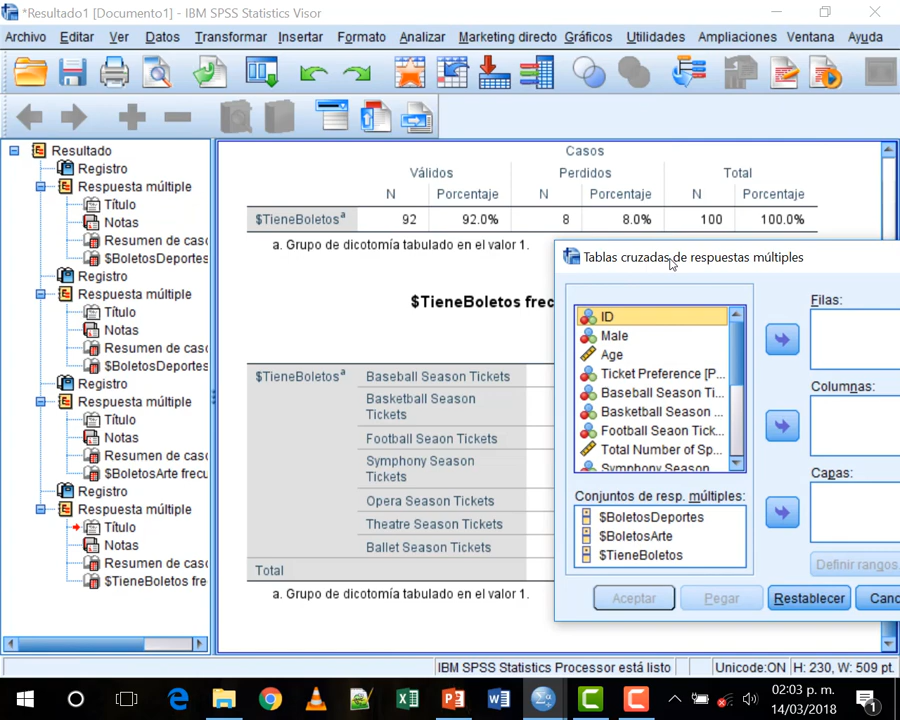 *Resultado1 [Documento1] - IBM SPSS Statistics Visor
Archivo Editar Ver Datos Transformar Insertar Formato Analizar Marketing directo Gráficos Utilidades Ampliaciones Ventana Ayuda
Resultado
Registro
Respuesta múltiple
Título
Notas
Resumen de caso
$BoletosDeportes
Registro
Respuesta múltiple
Título
Notas
Resumen de caso
$BoletosDeportes
Registro
Respuesta múltiple
Título
Notas
Resumen de caso
$BoletosArte frecu
Registro
Respuesta múltiple
Título
Notas
Resumen de caso
$TieneBoletos fre
Casos
Válidos Perdidos Total
N Porcentaje N Porcentaje N Porcentaje
$TieneBoletosa 92 92.0% 8 8.0% 100 100.0%
a. Grupo de dicotomía tabulado en el valor 1.
$TieneBoletos frec
$TieneBoletosa Baseball Season Tickets
Basketball Season
Tickets
Football Seaon Tickets
Symphony Season
Tickets
Opera Season Tickets
Theatre Season Tickets
Ballet Season Tickets
Total
a. Grupo de dicotomía tabulado en el valor 1.
Tablas cruzadas de respuestas múltiples
ID
Male
Age
Ticket Preference [P...
Baseball Season Ti...
Basketball Season ...
Football Seaon Tick...
Total Number of Sp...
Symphony Season
Conjuntos de resp. múltiples:
$BoletosDeportes
$BoletosArte
$TieneBoletos
Filas:
Columnas:
Capas:
Definir rangos
Aceptar Pegar Restablecer Canc
IBM SPSS Statistics Processor está listo Unicode:ON H: 230, W: 509 pt.
02:03 p. m.
14/03/2018
1